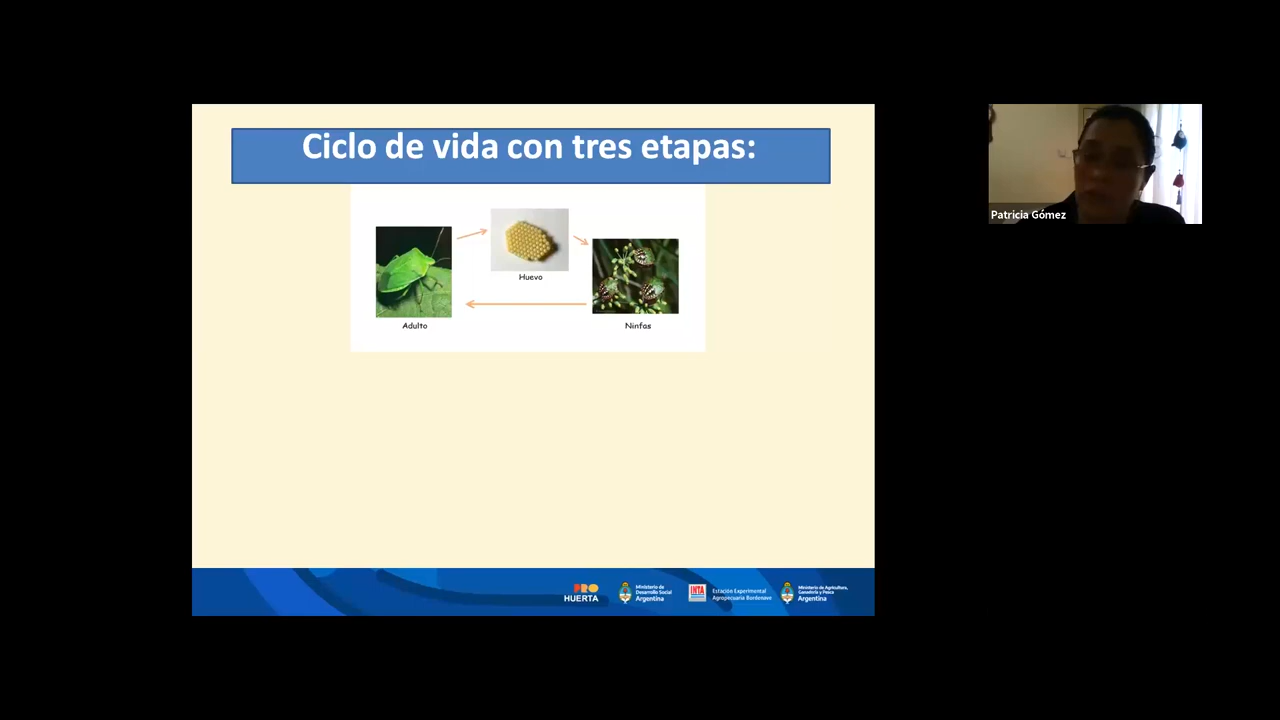 Ciclo de vida con tres etapas:
Patricia Gómez
Huevo
Adulto
Ninfas
PRO
HUERTA
Ministerio de
Desarrollo Social
Argentina
INTA
Estación Experimental
Agropecuaria Bordenave
Ministerio de Agricultura,
Ganadería y Pesca
Argentina